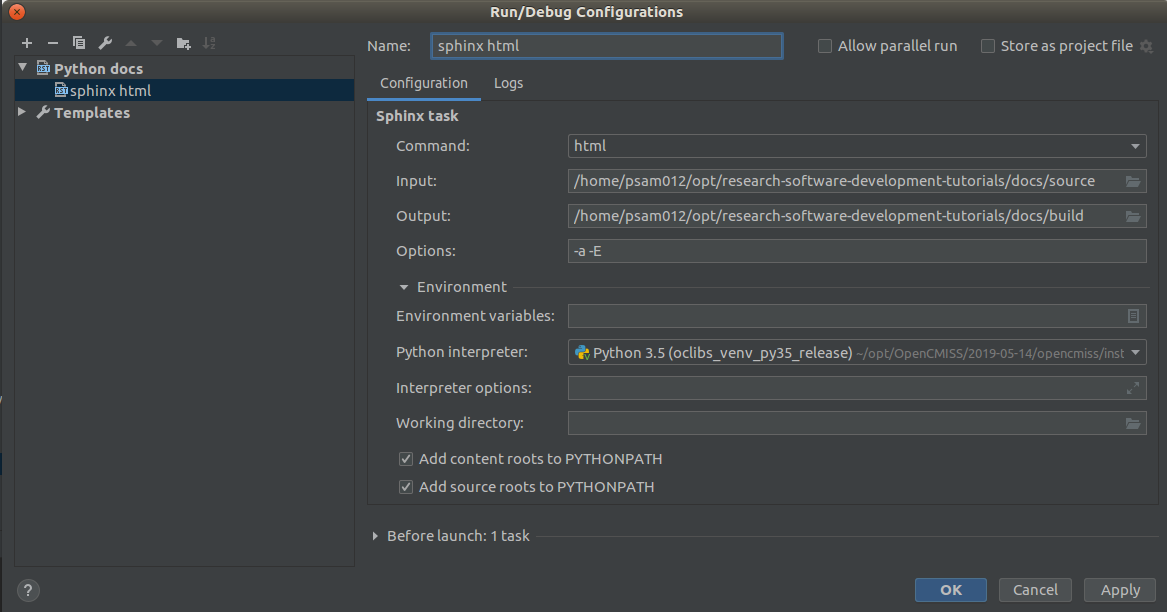 Run/Debug Configurations
Name: sphinx html Allow parallel run Store as project file
Python docs
sphinx html
Templates
Configuration Logs
Sphinx task
Command: html
Input: /home/psam012/opt/research-software-development-tutorials/docs/source
Output: /home/psam012/opt/research-software-development-tutorials/docs/build
Options: -a -E
Environment
Environment variables:
Python interpreter: Python 3.5 (oclibs_venv_py35_release) ~/opt/OpenCMISS/2019-05-14/opencmiss/inst
Interpreter options:
Working directory:
Add content roots to PYTHONPATH
Add source roots to PYTHONPATH
Before launch: 1 task
? OK Cancel Apply